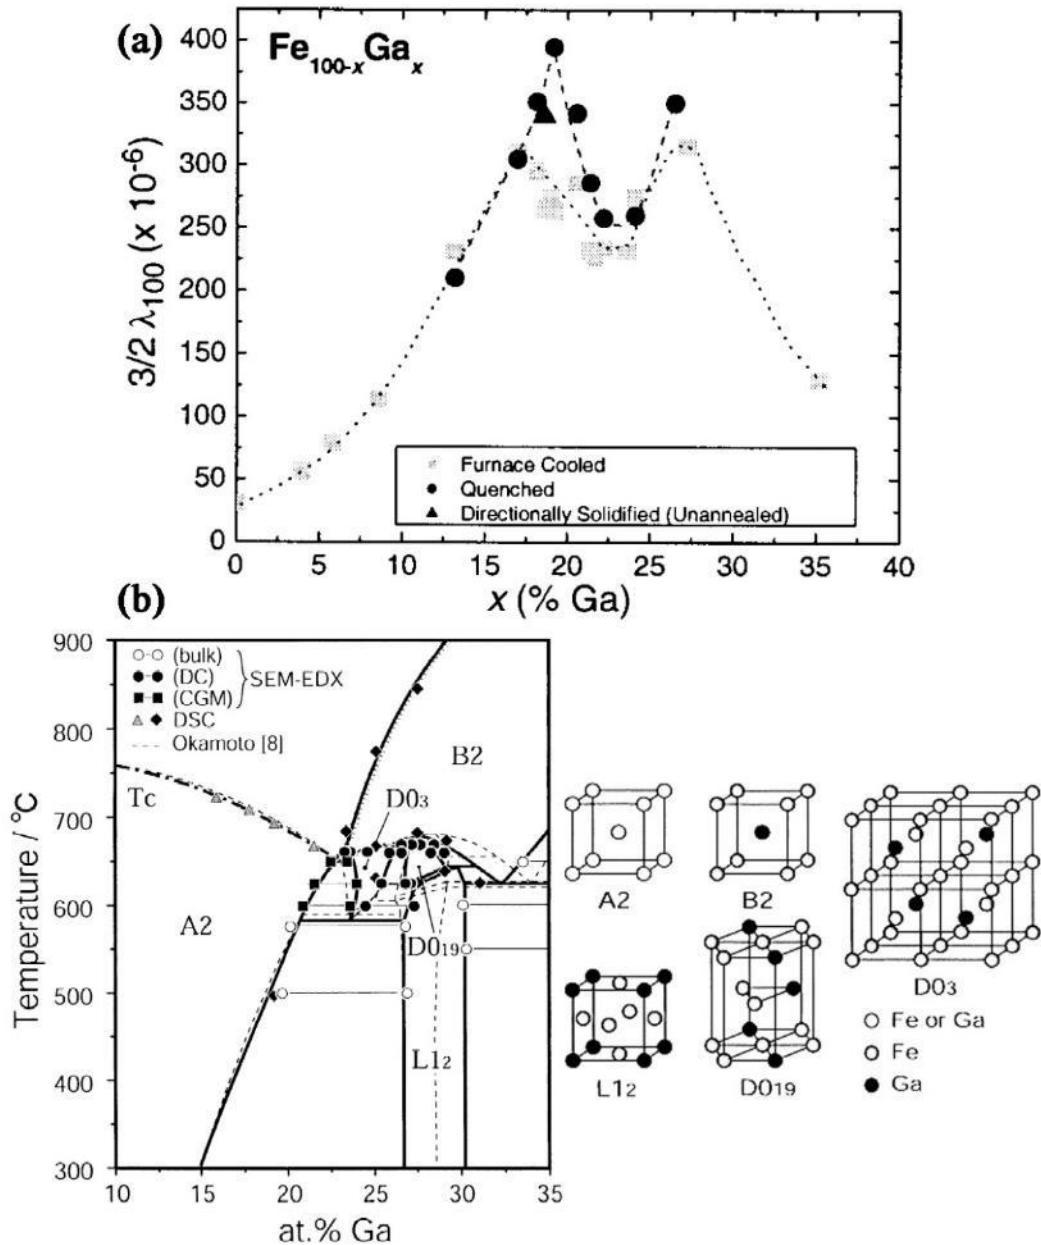 (a)
Fe100-xGax
400
350
300
250
200
150
100
50
0
3/2 λ100 (x 10-6)
Furnace Cooled
Quenched
Directionally Solidified (Unannealed)
0 5 10 15 20 25 30 35 40
x (% Ga)
(b)
900
800
700
600
500
400
300
Temperature / °C
(bulk)
(DC)
(CGM)
SEM-EDX
DSC
Okamoto [8]
B2
Tc
D03
A2
D019
L12
10 15 20 25 30 35
at.% Ga
A2
B2
D03
L12
D019
Fe or Ga
Fe
Ga